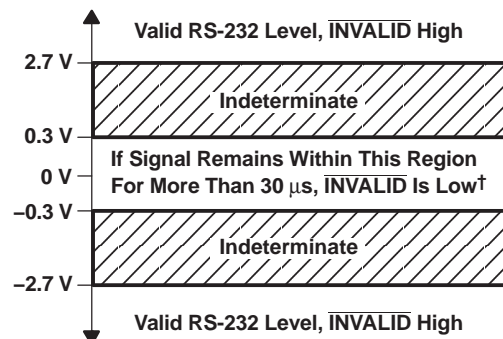 Valid RS-232 Level, INVALID High
2.7 V
Indeterminate
0.3 V
If Signal Remains Within This Region
0 V
For More Than 30 μs, INVALID Is Low†
−0.3 V
Indeterminate
−2.7 V
Valid RS-232 Level, INVALID High